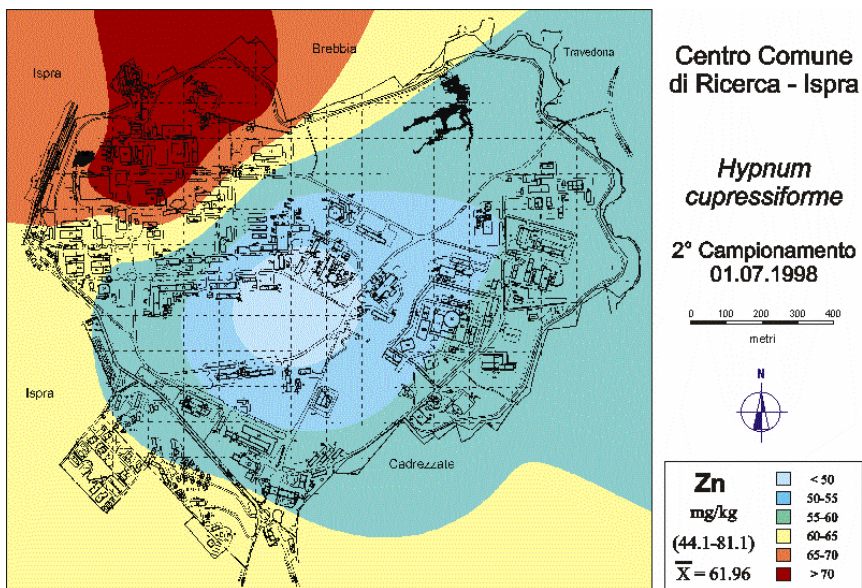 Brebbia
Travedona
Ispra
Ispra
Cadrezzate
Centro Comune
di Ricerca - Ispra
Hypnum
cupressiforme
2° Campionamento
01.07.1998
0 100 200 300 400
metri
N
Zn
mg/kg
(44.1-81.1)
X̅ = 61.96
< 50
50-55
55-60
60-65
65-70
> 70